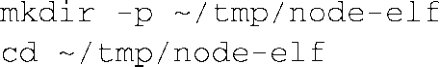 mkdir -p ~/tmp/node-elf
cd ~/tmp/node-elf